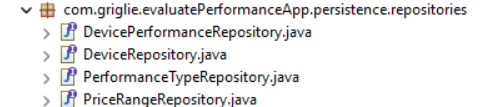 com.griglie.evaluatePerformanceApp.persistence.repositories
DevicePerformanceRepository.java
DeviceRepository.java
PerformanceTypeRepository.java
PriceRangeRepository.java